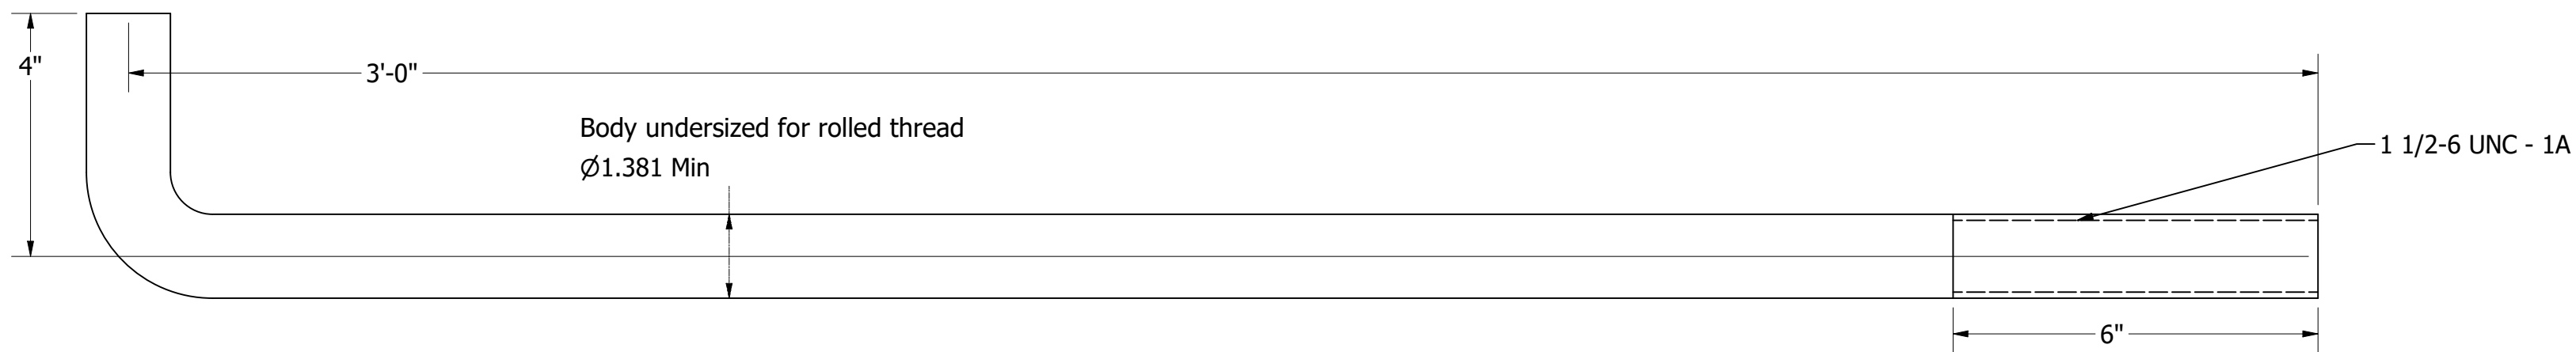 4"
3'-0"
Body undersized for rolled thread
Ø1.381 Min
1 1/2-6 UNC - 1A
6"